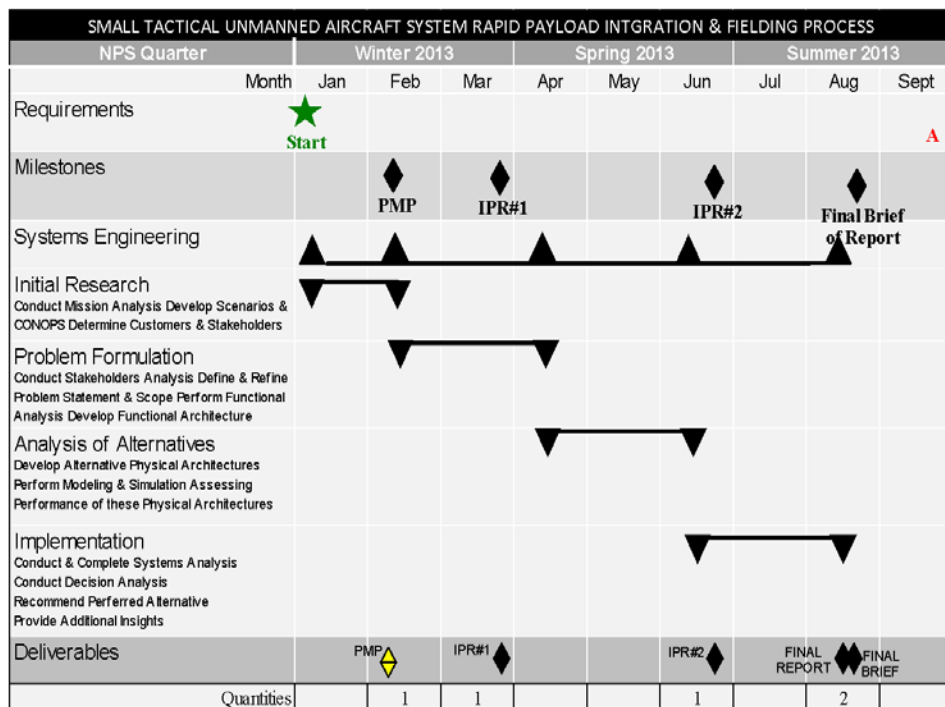 SMALL TACTICAL UNMANNED AIRCRAFT SYSTEM RAPID PAYLOAD INTGRATION & FIELDING PROCESS
NPS Quarter Winter 2013 Spring 2013 Summer 2013
Month Jan Feb Mar Apr May Jun Jul Aug Sept
Requirements
Start
A
Milestones
PMP IPR#1 IPR#2 Final Brief
of Report
Systems Engineering
Initial Research
Conduct Mission Analysis Develop Scenarios &
CONOPS Determine Customers & Stakeholders
Problem Formulation
Conduct Stakeholders Analysis Define & Refine
Problem Statement & Scope Perform Functional
Analysis Develop Functional Architecture
Analysis of Alternatives
Develop Alternative Physical Architectures
Perform Modeling & Simulation Assessing
Performance of these Physical Architectures
Implementation
Conduct & Complete Systems Analysis
Conduct Decision Analysis
Recommend Perferred Alternative
Provide Additional Insights
Deliverables
PMP IPR#1 IPR#2 FINAL
REPORT
FINAL
BRIEF
Quantities 1 1 1 2